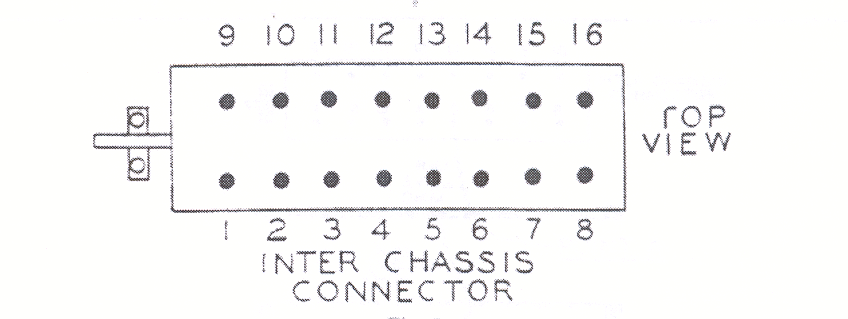 9 10 11 12 13 14 15 16
TOP
VIEW
1 2 3 4 5 6 7 8
INTER CHASSIS
CONNECTOR